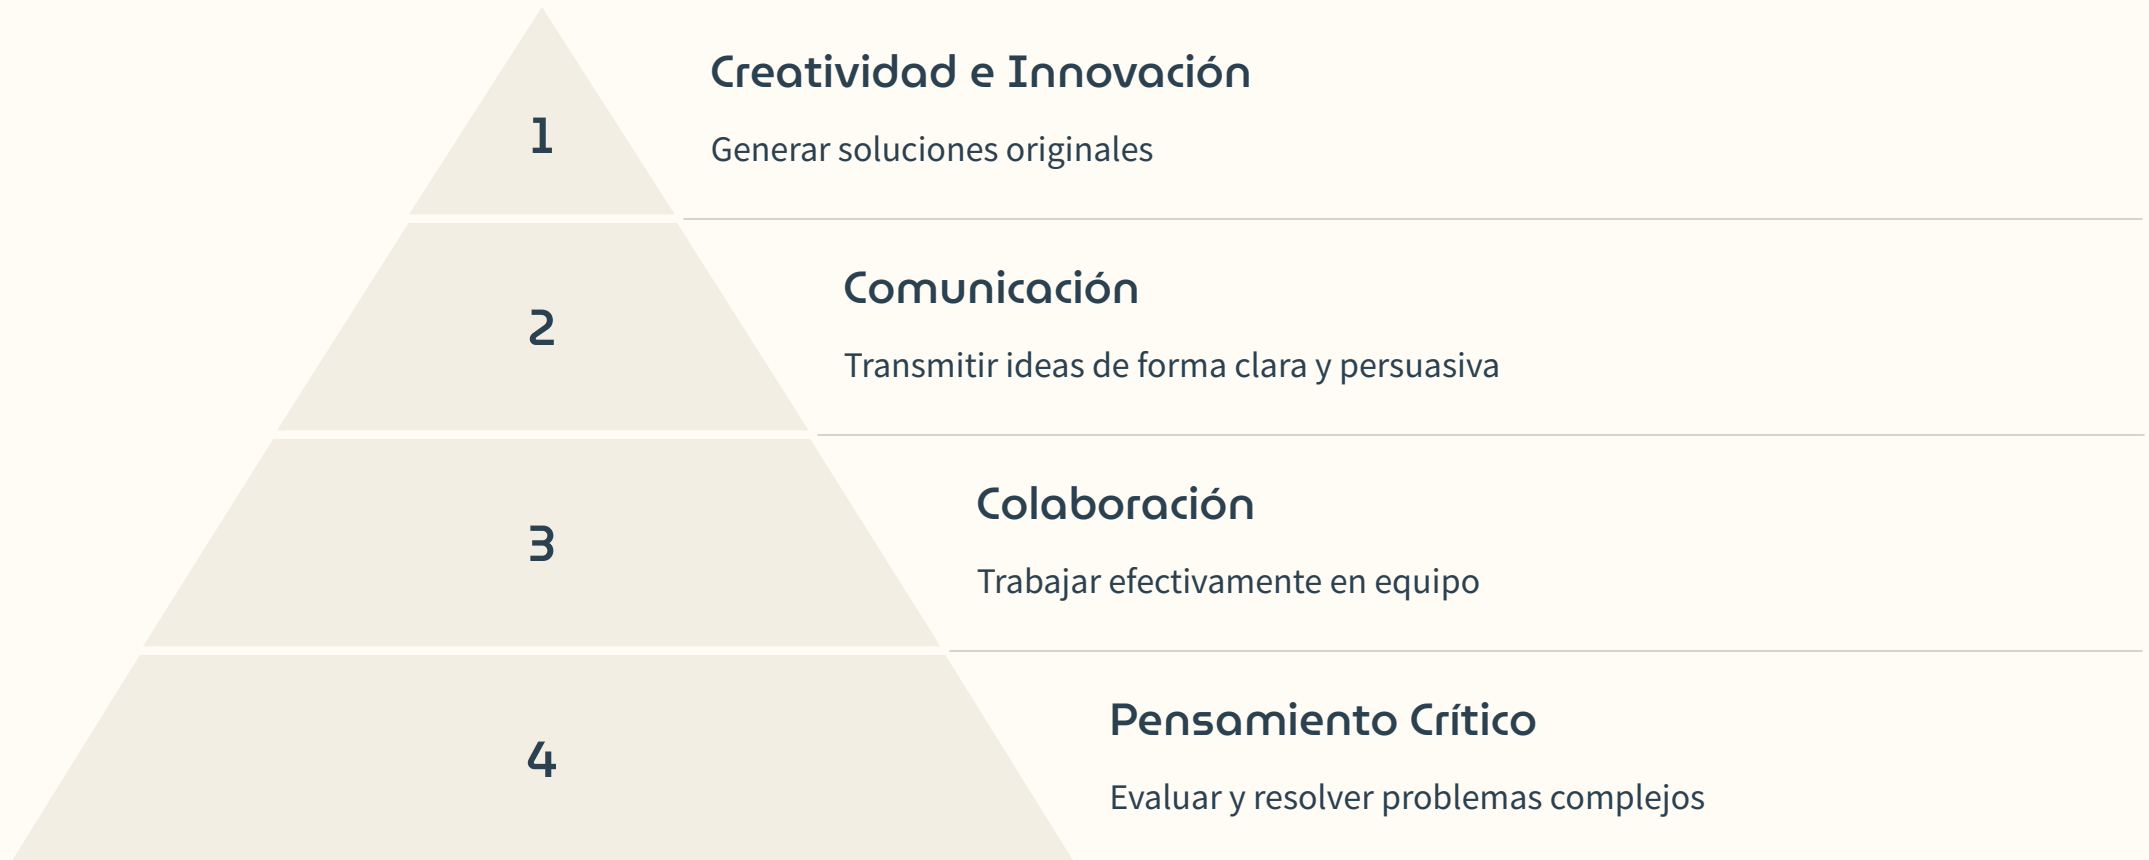 1
Creatividad e Innovación
Generar soluciones originales
2
Comunicación
Transmitir ideas de forma clara y persuasiva
3
Colaboración
Trabajar efectivamente en equipo
4
Pensamiento Crítico
Evaluar y resolver problemas complejos